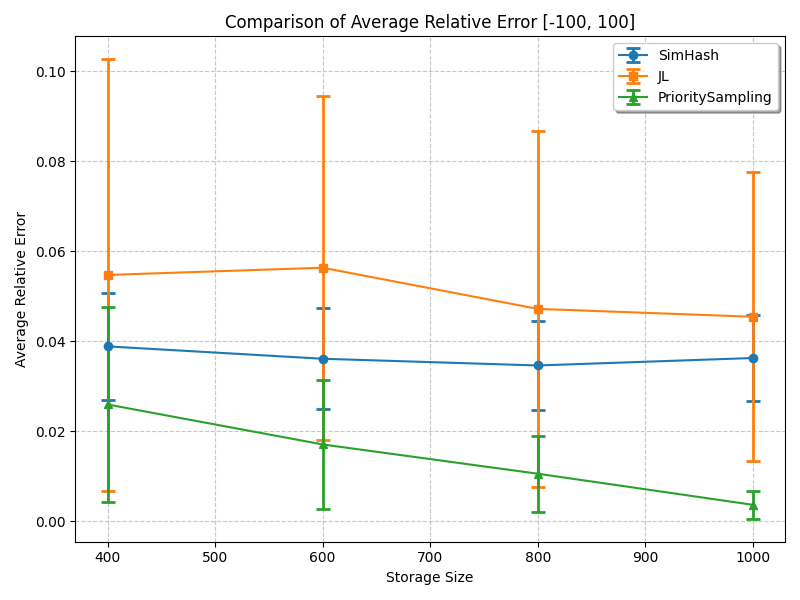 Comparison of Average Relative Error [-100, 100]
SimHash
JL
PrioritySampling
Average Relative Error
0.10
0.08
0.06
0.04
0.02
0.00
400
500
600
700
800
900
1000
Storage Size